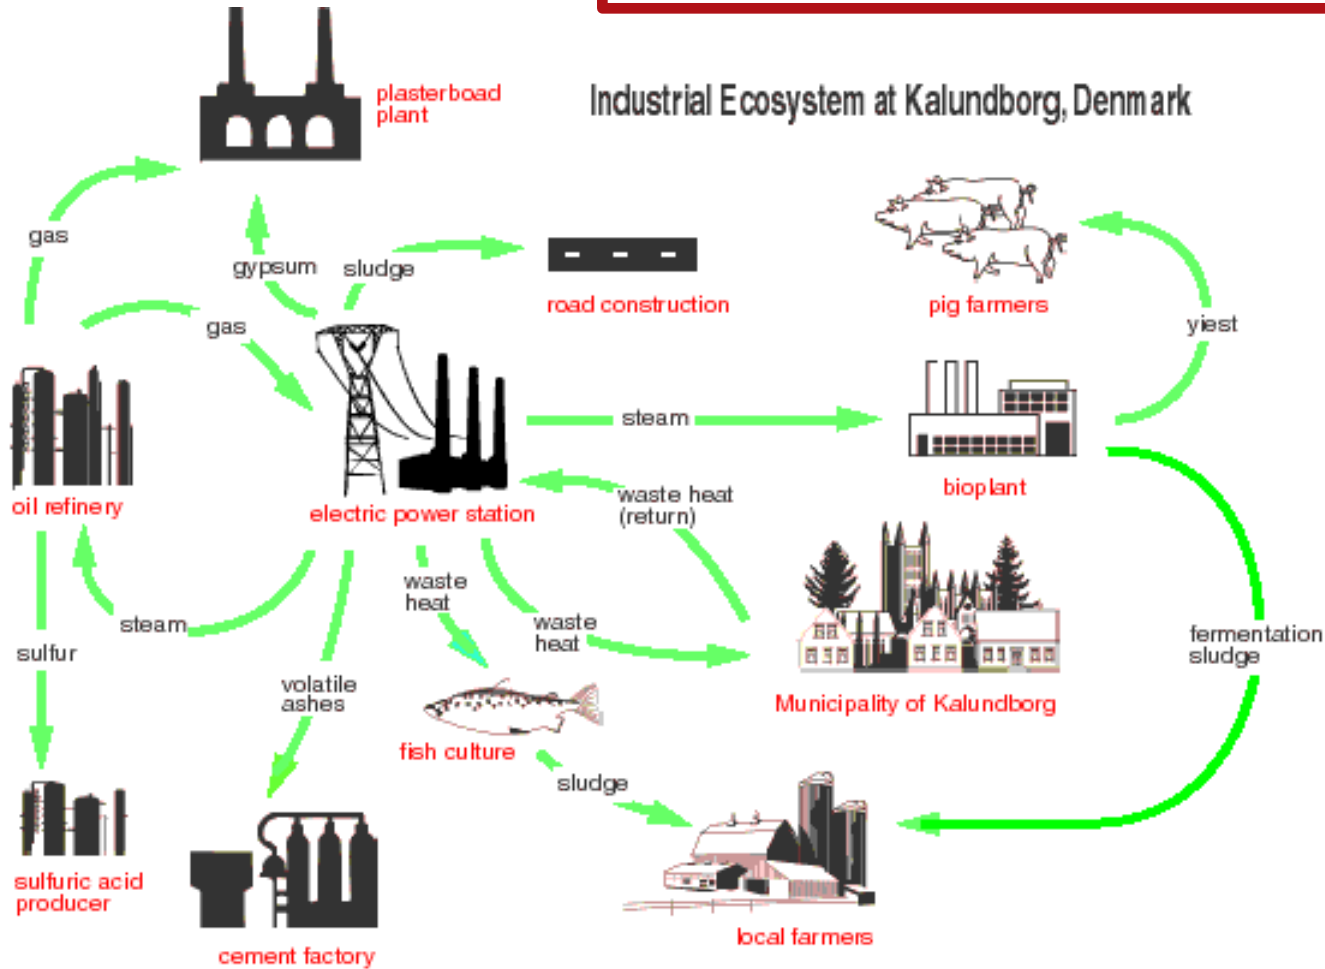 Industrial Ecosystem at Kalundborg, Denmark
plasterboad
plant
gas
gypsum
sludge
road construction
pig farmers
gas
yiest
steam
oil refinery
electric power station
waste heat
(return)
bioplant
steam
waste
heat
waste
heat
fermentation
sludge
sulfur
volatile
ashes
Municipality of Kalundborg
fish culture
sludge
sulfuric acid
producer
cement factory
local farmers